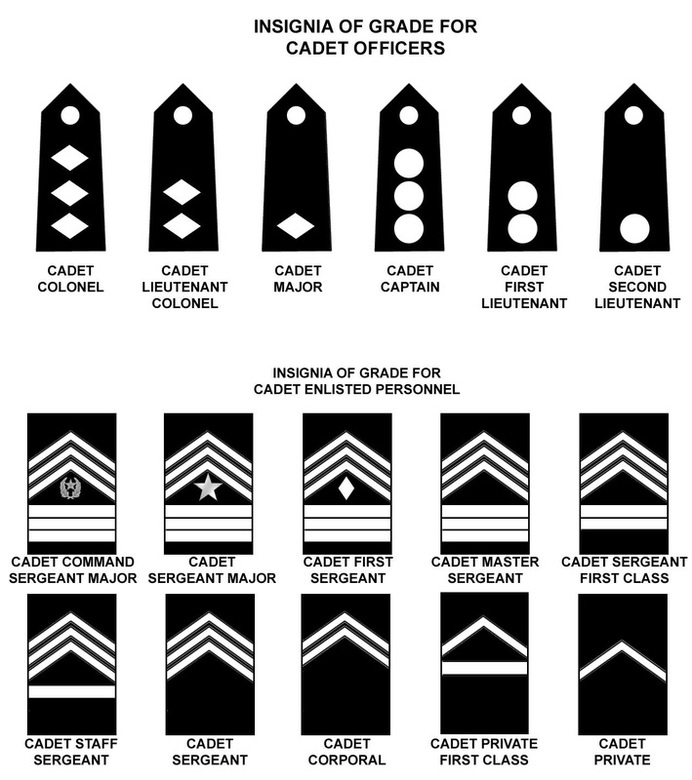 INSIGNIA OF GRADE FOR
CADET OFFICERS
CADET
COLONEL
CADET
LIEUTENANT
COLONEL
CADET
MAJOR
CADET
CAPTAIN
CADET
FIRST
LIEUTENANT
CADET
SECOND
LIEUTENANT
INSIGNIA OF GRADE FOR
CADET ENLISTED PERSONNEL
CADET COMMAND
SERGEANT MAJOR
CADET
SERGEANT MAJOR
CADET FIRST
SERGEANT
CADET MASTER
SERGEANT
CADET SERGEANT
FIRST CLASS
CADET STAFF
SERGEANT
CADET
SERGEANT
CADET
CORPORAL
CADET PRIVATE
FIRST CLASS
CADET
PRIVATE